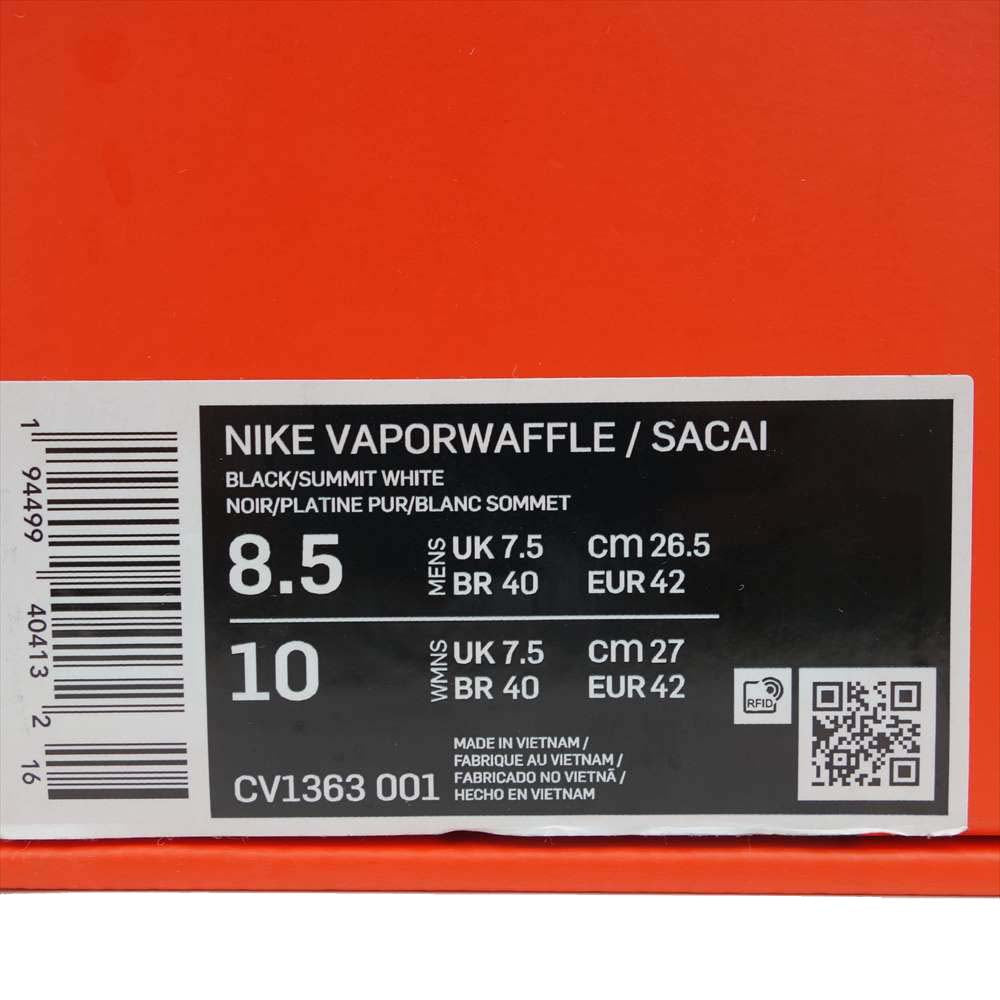 NIKE VAPORWAFFLE / SACAI
BLACK/SUMMIT WHITE
NOIR/PLATINE PUR/BLANC SOMMET
8.5 MENS UK 7.5 cm 26.5
BR 40 EUR 42
10 WMNS UK 7.5 cm 27
BR 40 EUR 42
RFID
MADE IN VIETNAM /
FABRIQUE AU VIETNAM /
FABRICADO NO VIETNÃ /
HECHO EN VIETNAM
CV1363 001
1 94499 40413 2 16